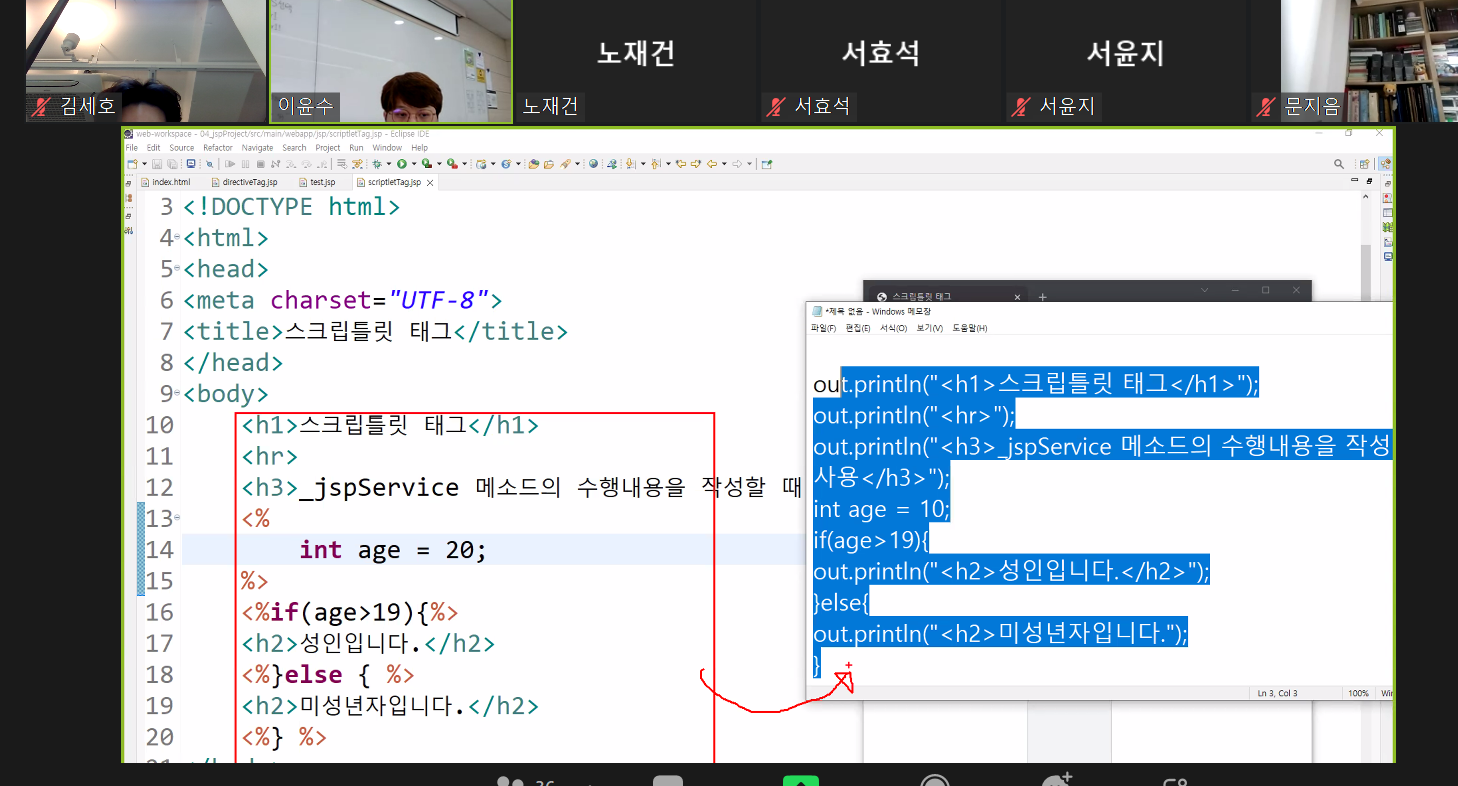 노재건
서효석
서윤지
김세호
이윤수
노재건
서효석
서윤지
문지음
web-workspace - 04_jspProject/src/main/webapp/jsp/scriptletTag.jsp - Eclipse IDE
File Edit Source Refactor Navigate Search Project Run Window Help
index.html directiveTag.jsp test.jsp scriptletTag.jsp
3 <!DOCTYPE html>
4 <html>
5 <head>
6 <meta charset="UTF-8">
7 <title>스크립틀릿 태그</title>
8 </head>
9 <body>
10 <h1>스크립틀릿 태그</h1>
11 <hr>
12 <h3>_jspService 메소드의 수행내용을 작성할 때
13 <%
14 int age = 20;
15 %>
16 <%if(age>19){%>
17 <h2>성인입니다.</h2>
18 <%}else { %>
19 <h2>미성년자입니다.</h2>
20 <%} %>
스크립틀릿 태그
*제목 없음 - Windows 메모장
파일(F) 편집(E) 서식(O) 보기(V) 도움말(H)
out.println("<h1>스크립틀릿 태그</h1>");
out.println("<hr>");
out.println("<h3>_jspService 메소드의 수행내용을 작성
사용</h3>");
int age = 10;
if(age>19){
out.println("<h2>성인입니다.</h2>");
}else{
out.println("<h2>미성년자입니다.");
}
Ln 3, Col 3 100%